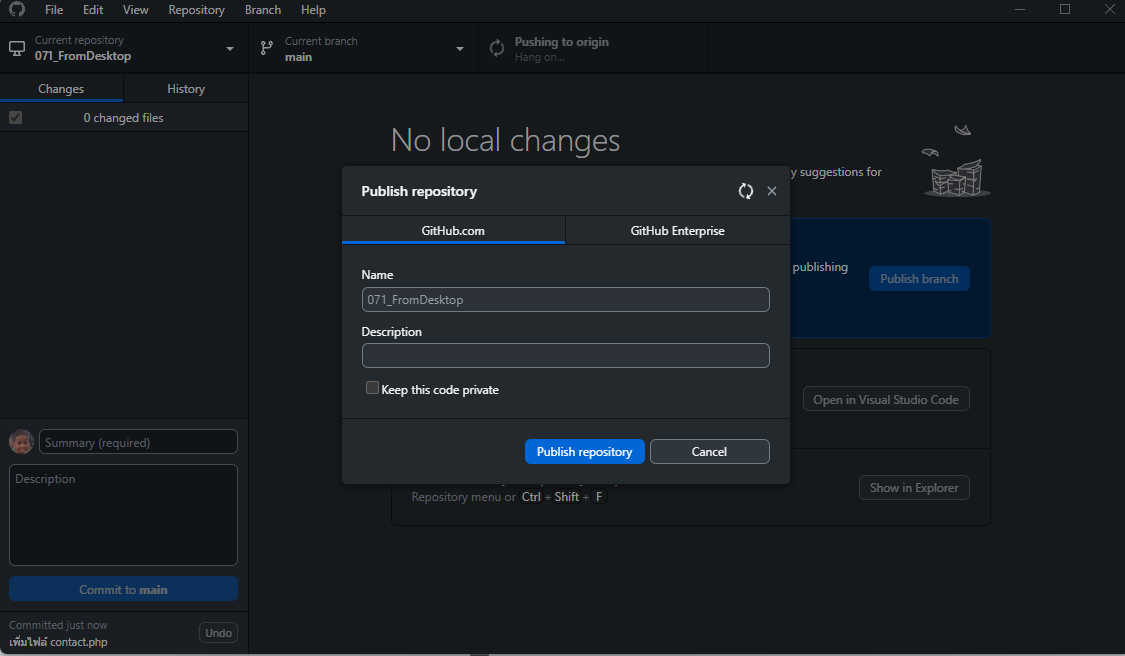 File Edit View Repository Branch Help
Current repository
071_FromDesktop
Current branch
main
Pushing to origin
Hang on...
Changes History
0 changed files
No local changes
y suggestions for
Publish repository
GitHub.com GitHub Enterprise
publishing
Publish branch
Name
071_FromDesktop
Description
Keep this code private
Open in Visual Studio Code
Publish repository Cancel
Repository menu or Ctrl + Shift + F
Show in Explorer
Summary (required)
Description
Commit to main
Committed just now
เพิ่มไฟล์ contact.php
Undo